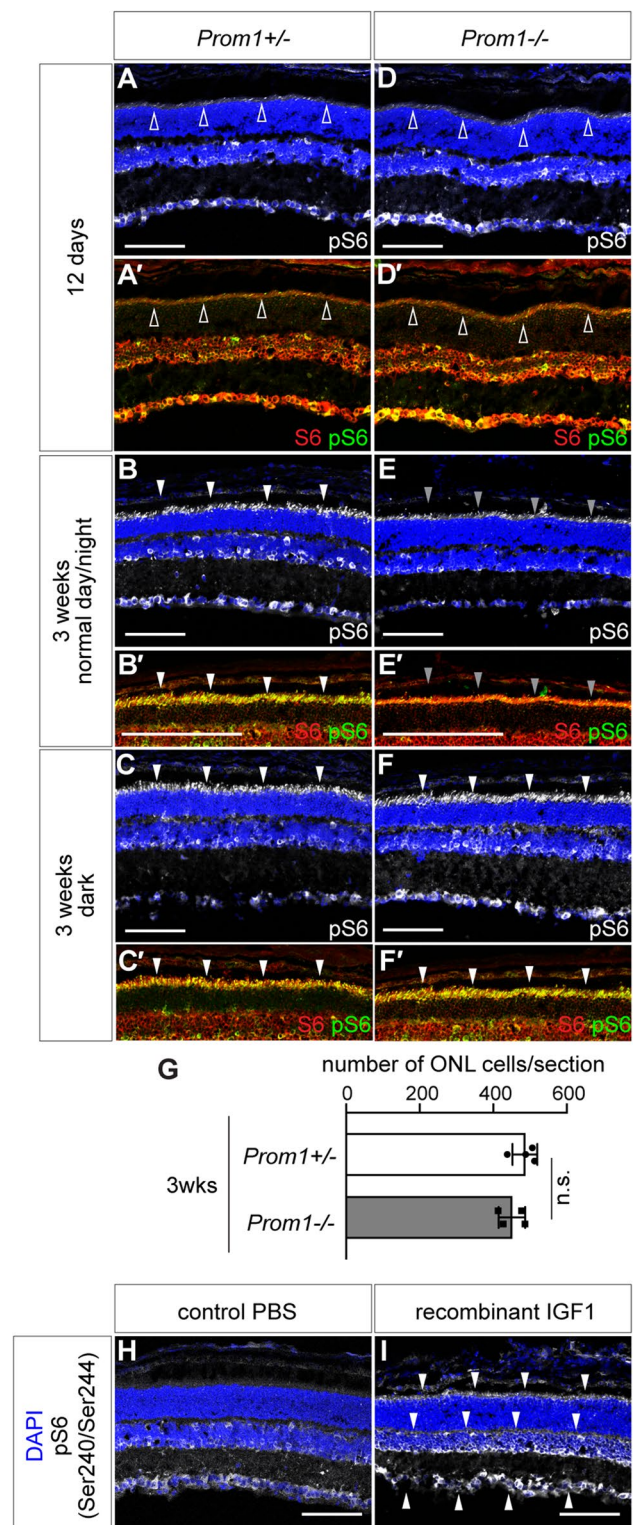 Prom1+/-
Prom1-/-
12 days
A
pS6
D
pS6
A′
S6 pS6
D′
S6 pS6
3 weeks
normal day/night
B
pS6
E
pS6
B′
S6 pS6
E′
S6 pS6
3 weeks
dark
C
pS6
F
pS6
C′
S6 pS6
F′
S6 pS6
G
number of ONL cells/section
0 200 400 600
3wks
Prom1+/-
Prom1-/-
n.s.
control PBS
recombinant IGF1
DAPI
pS6
(Ser240/Ser244)
H
I